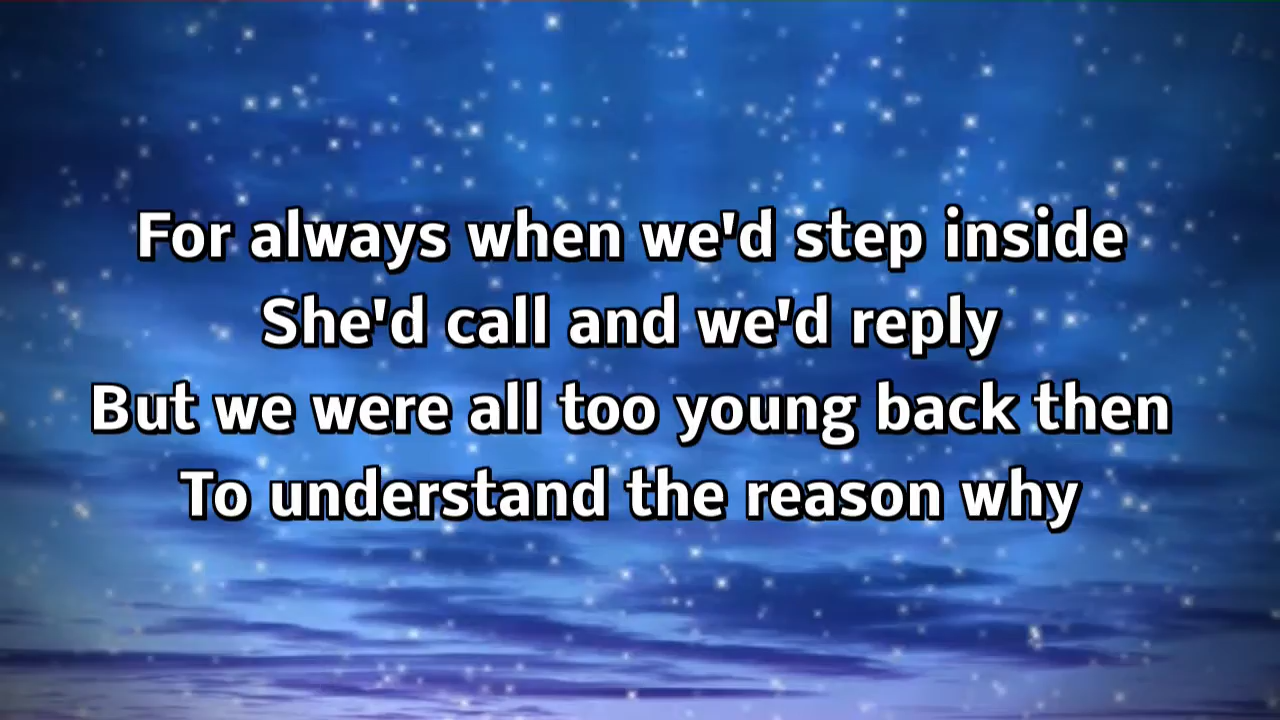 For always when we'd step inside
She'd call and we'd reply
But we were all too young back then
To understand the reason why